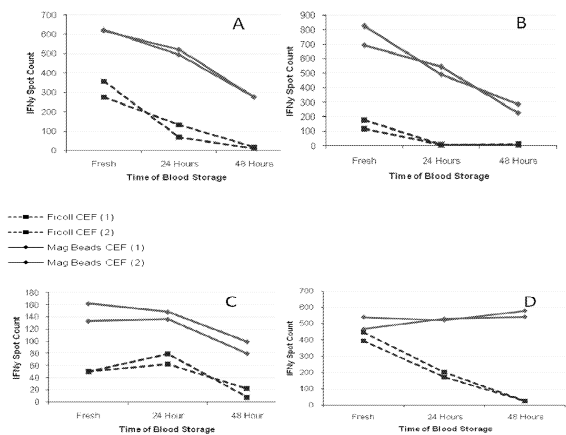 A
700
600
500
400
300
200
100
0
IFNγ Spot Count
Fresh 24 Hours 48 Hours
Time of Blood Storage
B
900
800
700
600
500
400
300
200
100
0
IFNγ Spot Count
Fresh 24 Hours 48 Hours
Time of Blood Storage
Ficoll CEF (1)
Ficoll CEF (2)
Mag Beads CEF (1)
Mag Beads CEF (2)
C
180
160
140
120
100
80
60
40
20
0
IFNγ Spot Count
Fresh 24 Hour 48 Hour
Time of Blood Storage
D
700
600
500
400
300
200
100
0
IFNγ Spot Count
Fresh 24 Hours 48 Hours
Time of Blood Storage